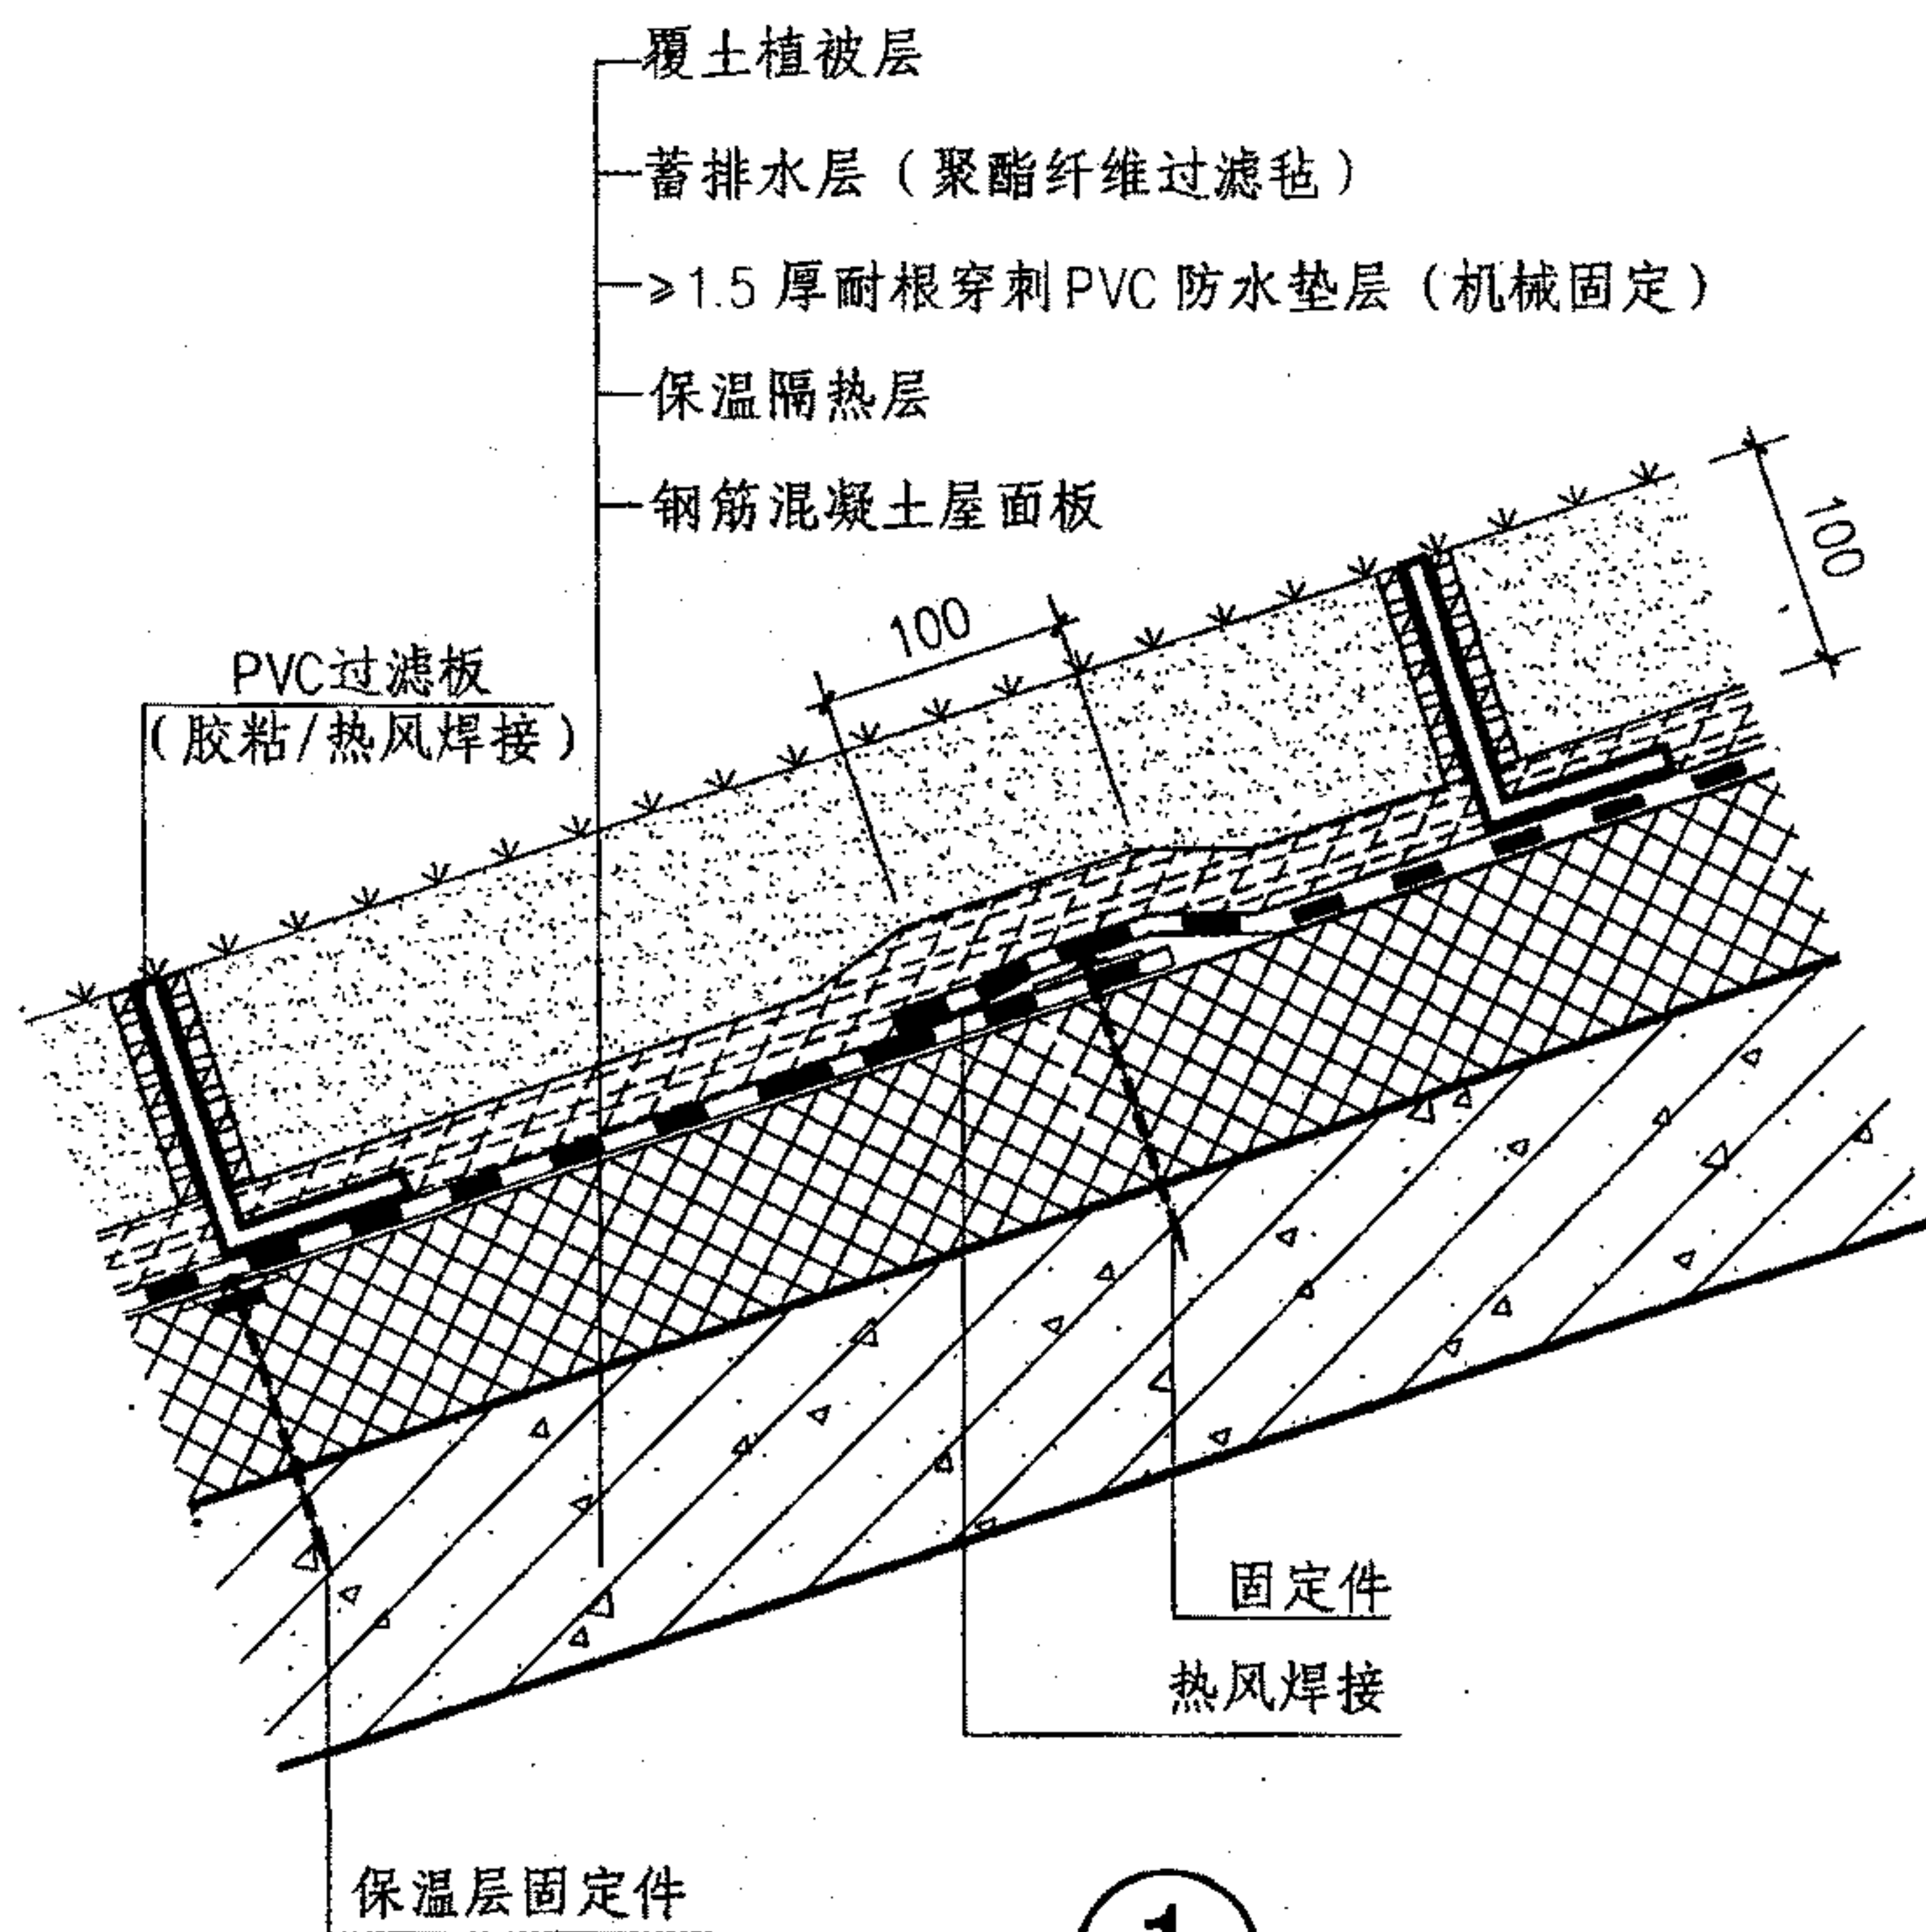 覆土植被层
蓄排水层（聚酯纤维过滤毡）
≥1.5 厚耐根穿刺PVC 防水垫层（机械固定）
保温隔热层
钢筋混凝土屋面板
100
100
PVC过滤板
（胶粘/热风焊接）
固定件
热风焊接
保温层固定件
1